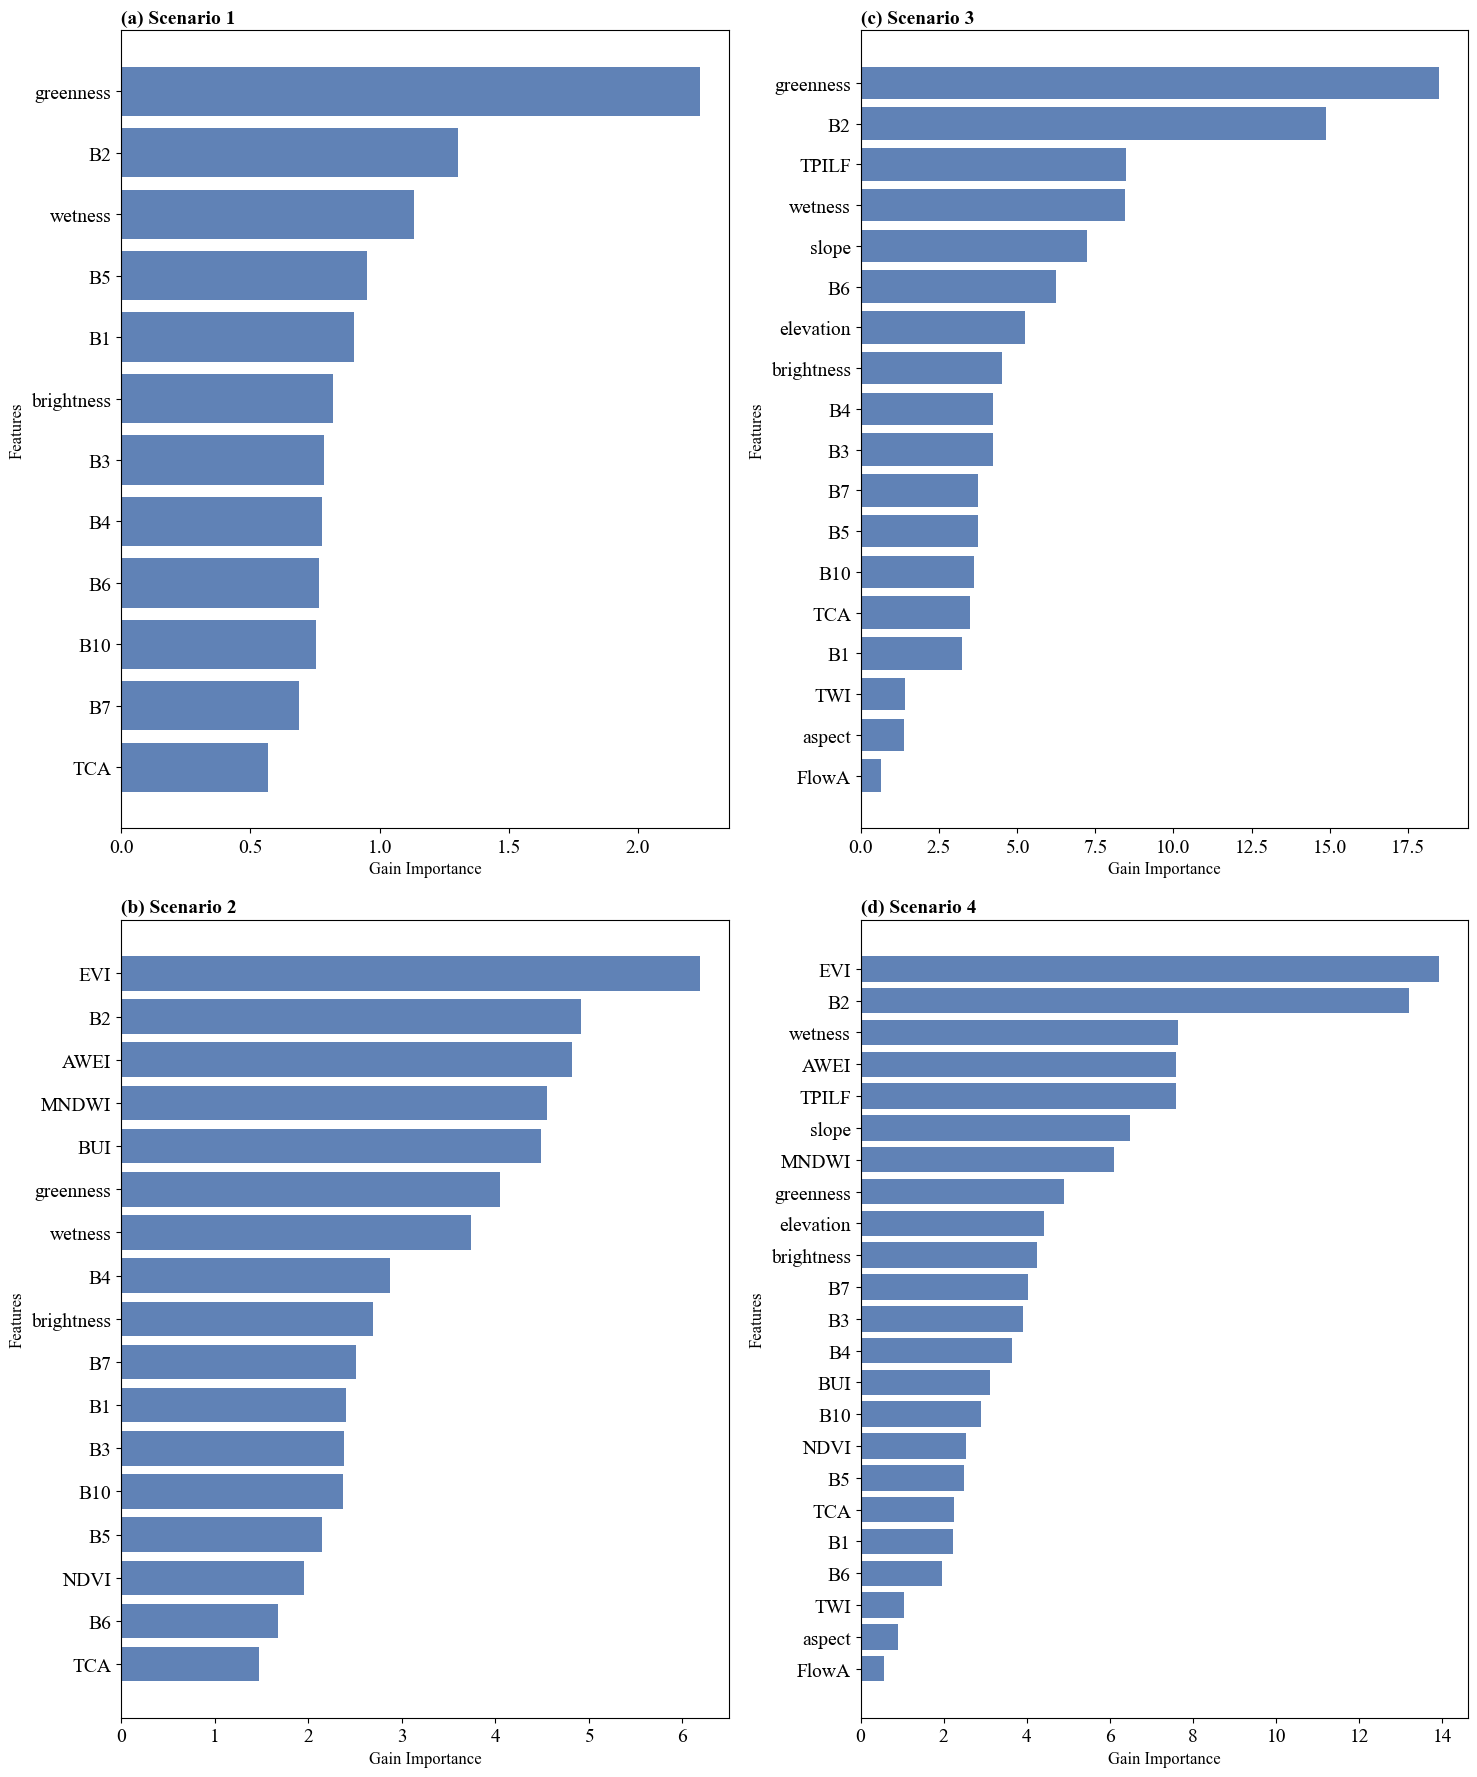 (a) Scenario 1
greenness
B2
wetness
B5
B1
brightness
B3
B4
B6
B10
B7
TCA
Features
0.0 0.5 1.0 1.5 2.0
Gain Importance
(c) Scenario 3
greenness
B2
TPILF
wetness
slope
B6
elevation
brightness
B4
B3
B7
B5
B10
TCA
B1
TWI
aspect
FlowA
Features
0.0 2.5 5.0 7.5 10.0 12.5 15.0 17.5
Gain Importance
(b) Scenario 2
EVI
B2
AWEI
MNDWI
BUI
greenness
wetness
B4
brightness
B7
B1
B3
B10
B5
NDVI
B6
TCA
Features
0 1 2 3 4 5 6
Gain Importance
(d) Scenario 4
EVI
B2
wetness
AWEI
TPILF
slope
MNDWI
greenness
elevation
brightness
B7
B3
B4
BUI
B10
NDVI
B5
TCA
B1
B6
TWI
aspect
FlowA
Features
0 2 4 6 8 10 12 14
Gain Importance